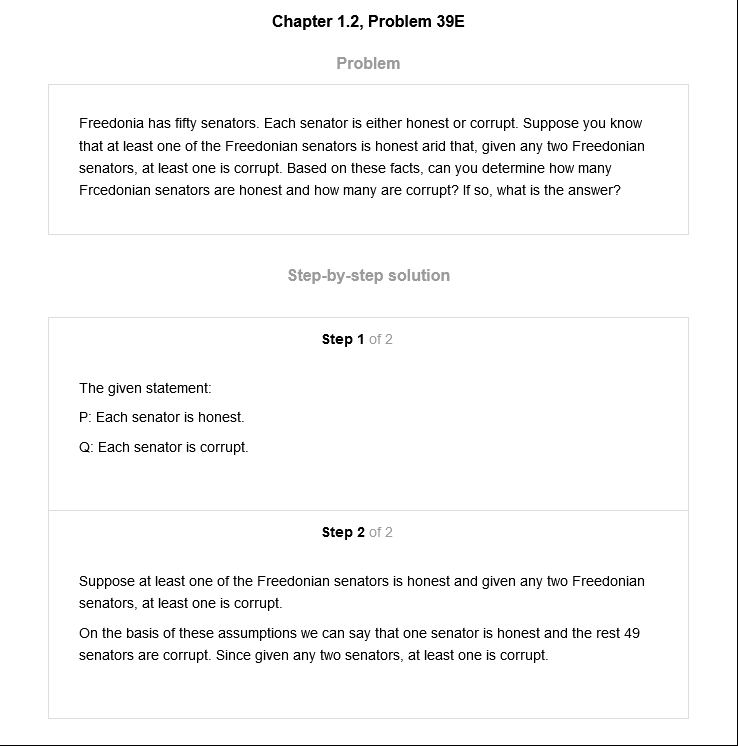 Chapter 1.2, Problem 39E
Problem
Freedonia has fifty senators. Each senator is either honest or corrupt. Suppose you know
that at least one of the Freedonian senators is honest arid that, given any two Freedonian
senators, at least one is corrupt. Based on these facts, can you determine how many
Frcedonian senators are honest and how many are corrupt? If so, what is the answer?
Step-by-step solution
Step 1 of 2
The given statement:
P: Each senator is honest.
Q: Each senator is corrupt.
Step 2 of 2
Suppose at least one of the Freedonian senators is honest and given any two Freedonian
senators, at least one is corrupt.
On the basis of these assumptions we can say that one senator is honest and the rest 49
senators are corrupt. Since given any two senators, at least one is corrupt.